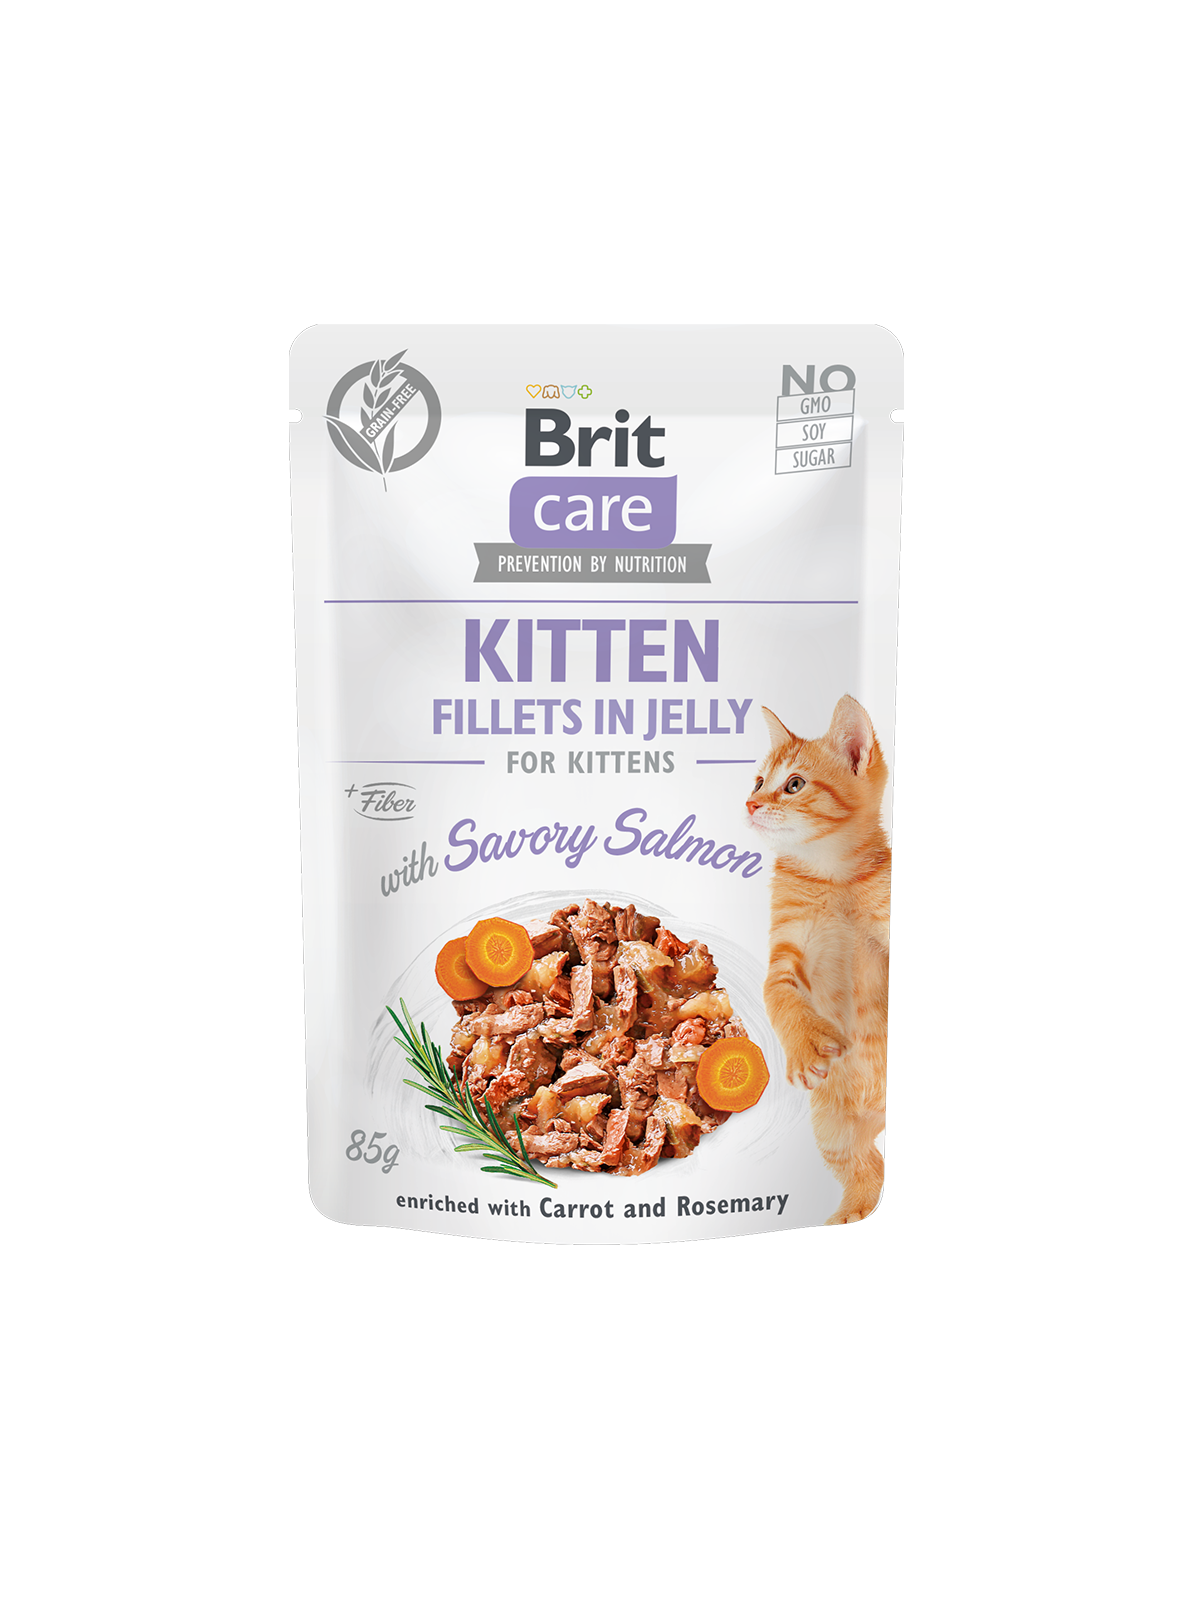 GRAIN-FREE
NO
GMO
SOY
SUGAR
Brit
care
PREVENTION BY NUTRITION
KITTEN
FILLETS IN JELLY
FOR KITTENS
+ Fiber
with Savory Salmon
85g
enriched with Carrot and Rosemary